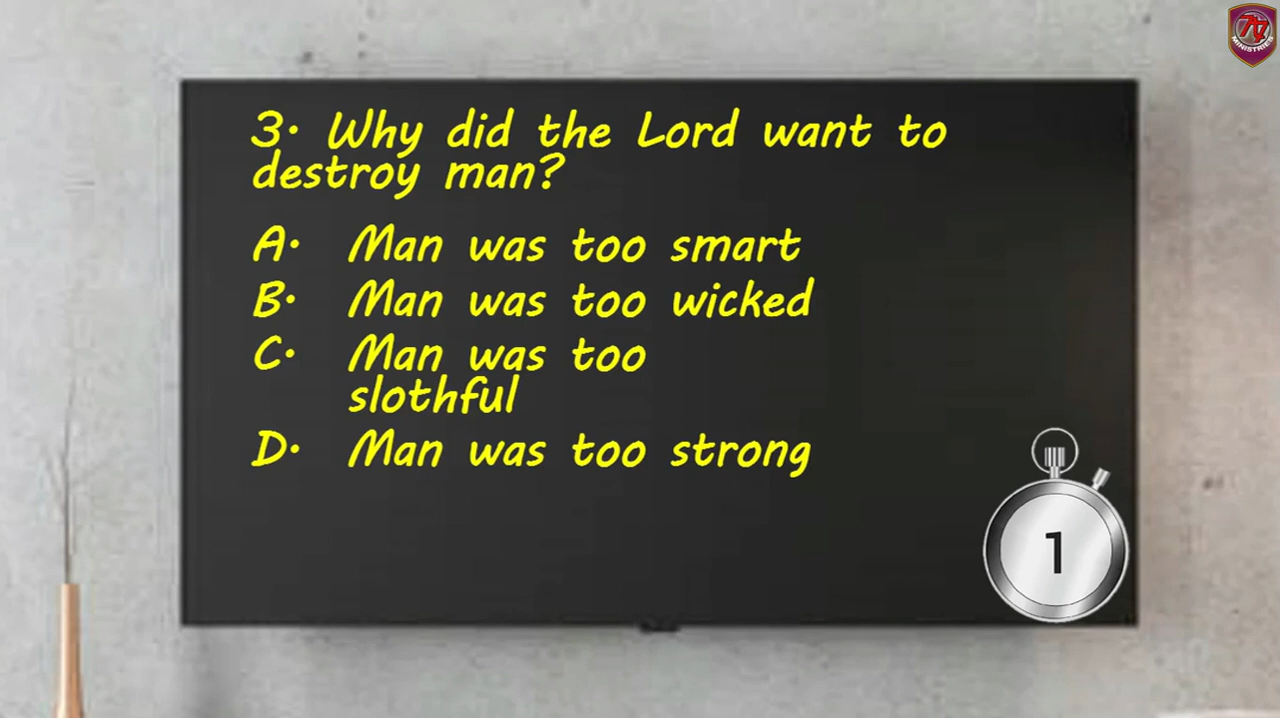 3. Why did the Lord want to
destroy man?
A. Man was too smart
B. Man was too wicked
C. Man was too
slothful
D. Man was too strong
1
MINISTRIES